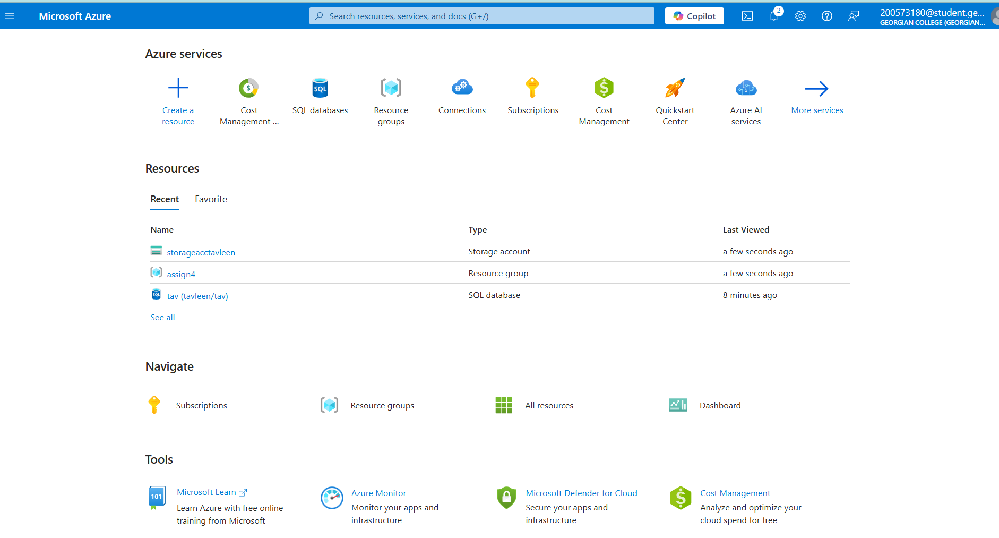 Microsoft Azure
Search resources, services, and docs (G+/)
Copilot
2
200573180@student.ge...
GEORGIAN COLLEGE (GEORGIAN...
Azure services
Create a
resource
Cost
Management ...
SQL
SQL databases
Resource
groups
Connections
Subscriptions
Cost
Management
Quickstart
Center
Azure AI
services
More services
Resources
Recent
Favorite
Name
Type
Last Viewed
storageacctavleen
Storage account
a few seconds ago
assign4
Resource group
a few seconds ago
SQL
tav (tavleen/tav)
SQL database
8 minutes ago
See all
Navigate
Subscriptions
Resource groups
All resources
Dashboard
Tools
101
Microsoft Learn
Learn Azure with free online
training from Microsoft
Azure Monitor
Monitor your apps and
infrastructure
Microsoft Defender for Cloud
Secure your apps and
infrastructure
Cost Management
Analyze and optimize your
cloud spend for free